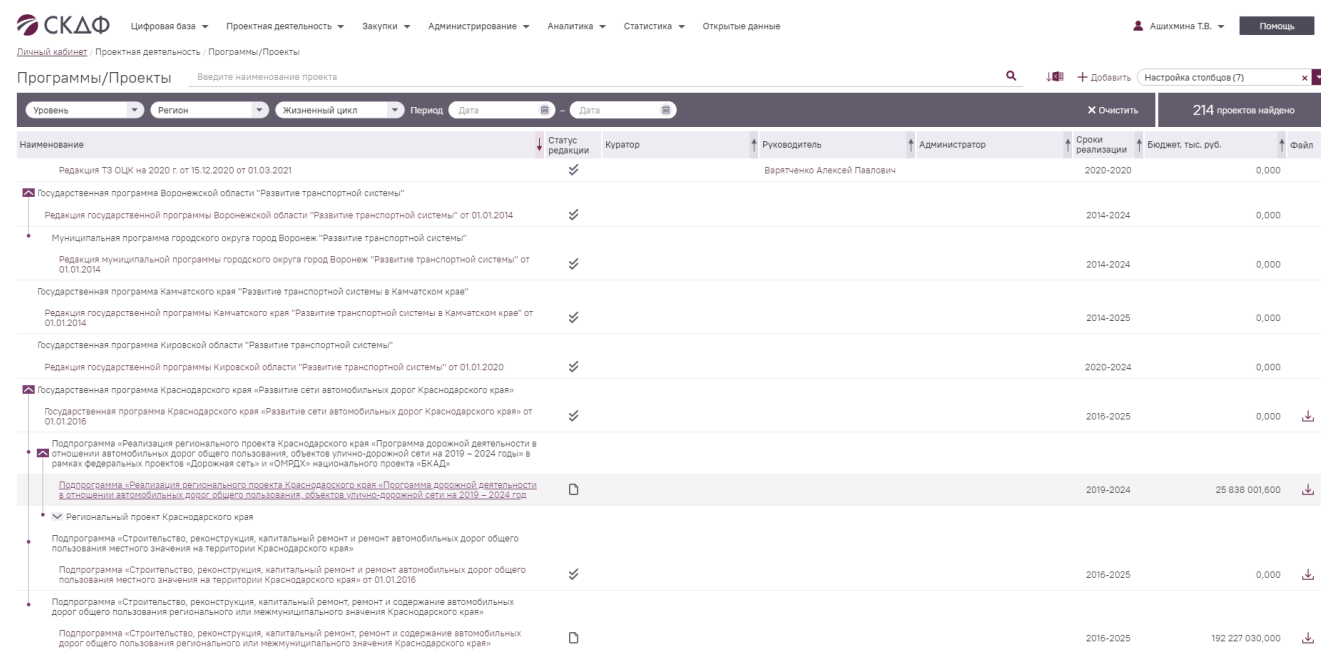 СКДФ Цифровая база Проектная деятельность Закупки Администрирование Аналитика Статистика Открытые данные Ашихмина Т.В. Помощь
Личный кабинет / Проектная деятельность / Программы/Проекты
Программы/Проекты Введите наименование проекта Добавить Настройка столбцов (7) ×
Уровень Регион Жизненный цикл Период Дата – Дата × Очистить 214 проектов найдено
Наименование Статус редакции Куратор Руководитель Администратор Сроки реализации Бюджет, тыс. руб. Файл
Редакция ТЗ ОЦК на 2020 г. от 15.12.2020 от 01.03.2021 Варятченко Алексей Павлович 2020-2020 0,000
Государственная программа Воронежской области "Развитие транспортной системы"
Редакция государственной программы Воронежской области "Развитие транспортной системы" от 01.01.2014 2014-2024 0,000
Муниципальная программа городского округа город Воронеж "Развитие транспортной системы"
Редакция муниципальной программы городского округа город Воронеж "Развитие транспортной системы" от
01.01.2014 2014-2024 0,000
Государственная программа Камчатского края "Развитие транспортной системы в Камчатском крае"
Редакция государственной программы Камчатского края "Развитие транспортной системы в Камчатском крае" от
01.01.2014 2014-2025 0,000
Государственная программа Кировской области "Развитие транспортной системы"
Редакция государственной программы Кировской области "Развитие транспортной системы" от 01.01.2020 2020-2024 0,000
Государственная программа Краснодарского края «Развитие сети автомобильных дорог Краснодарского края»
Государственная программа Краснодарского края «Развитие сети автомобильных дорог Краснодарского края» от
01.01.2016 2016-2025 0,000
Подпрограмма «Реализация регионального проекта Краснодарского края «Программа дорожной деятельности в
отношении автомобильных дорог общего пользования, объектов улично-дорожной сети на 2019 – 2024 годы» в
рамках федеральных проектов «Дорожная сеть» и «ОМРДХ» национального проекта «БКАД»
Подпрограмма «Реализация регионального проекта Краснодарского края «Программа дорожной деятельности
в отношении автомобильных дорог общего пользования, объектов улично-дорожной сети на 2019 – 2024 год 2019-2024 25 838 001,600
Региональный проект Краснодарского края
Подпрограмма «Строительство, реконструкция, капитальный ремонт и ремонт автомобильных дорог общего
пользования местного значения на территории Краснодарского края»
Подпрограмма «Строительство, реконструкция, капитальный ремонт и ремонт автомобильных дорог общего
пользования местного значения на территории Краснодарского края» от 01.01.2016 2016-2025 0,000
Подпрограмма «Строительство, реконструкция, капитальный ремонт, ремонт и содержание автомобильных
дорог общего пользования регионального или межмуниципального значения Краснодарского края»
Подпрограмма «Строительство, реконструкция, капитальный ремонт, ремонт и содержание автомобильных
дорог общего пользования регионального или межмуниципального значения Краснодарского края» 2016-2025 192 227 030,000